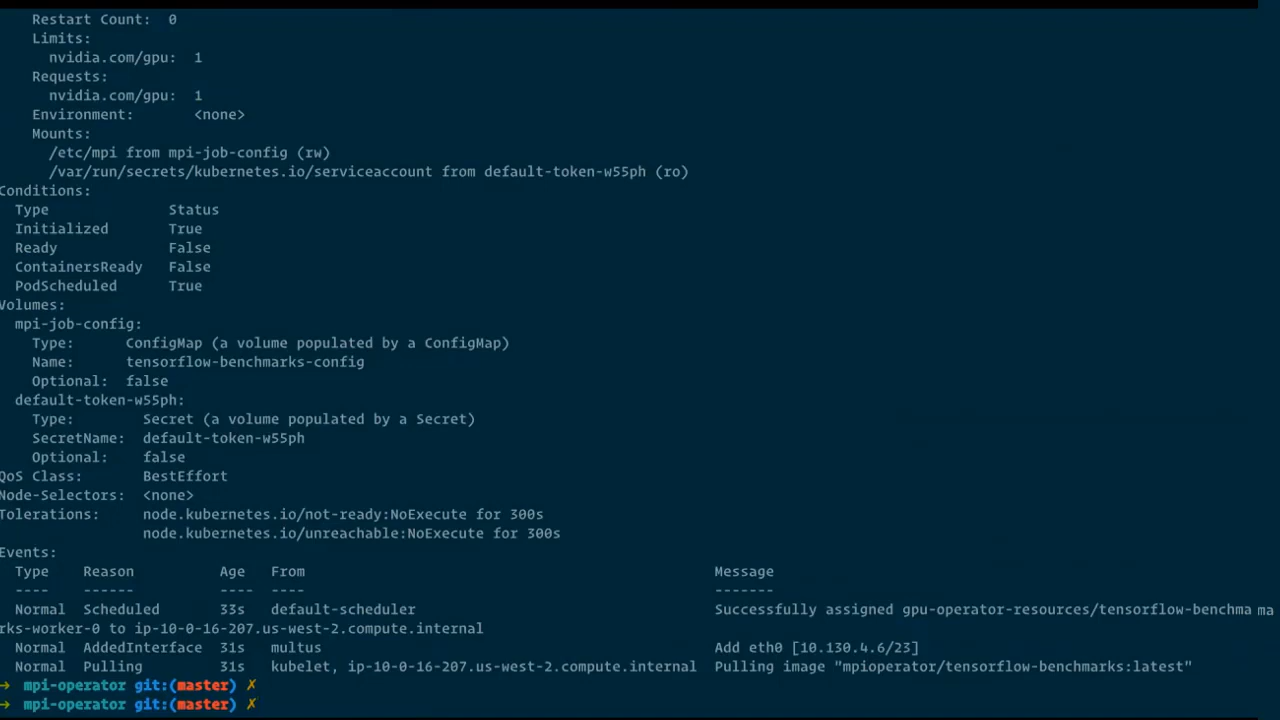 Restart Count:  0
Limits:
nvidia.com/gpu:  1
Requests:
nvidia.com/gpu:  1
Environment:       <none>
Mounts:
/etc/mpi from mpi-job-config (rw)
/var/run/secrets/kubernetes.io/serviceaccount from default-token-w55ph (ro)
Conditions:
Type              Status
Initialized       True
Ready             False
ContainersReady   False
PodScheduled      True
Volumes:
mpi-job-config:
Type:      ConfigMap (a volume populated by a ConfigMap)
Name:      tensorflow-benchmarks-config
Optional:  false
default-token-w55ph:
Type:        Secret (a volume populated by a Secret)
SecretName:  default-token-w55ph
Optional:    false
QoS Class:       BestEffort
Node-Selectors:  <none>
Tolerations:     node.kubernetes.io/not-ready:NoExecute for 300s
node.kubernetes.io/unreachable:NoExecute for 300s
Events:
Type    Reason          Age   From                                                 Message
----    ------          ----  ----                                                 -------
Normal  Scheduled       33s   default-scheduler                                    Successfully assigned gpu-operator-resources/tensorflow-benchma ma
rks-worker-0 to ip-10-0-16-207.us-west-2.compute.internal
Normal  AddedInterface  31s   multus                                               Add eth0 [10.130.4.6/23]
Normal  Pulling         31s   kubelet, ip-10-0-16-207.us-west-2.compute.internal  Pulling image "mpioperator/tensorflow-benchmarks:latest"
→  mpi-operator git:(master) ✗
→  mpi-operator git:(master) ✗